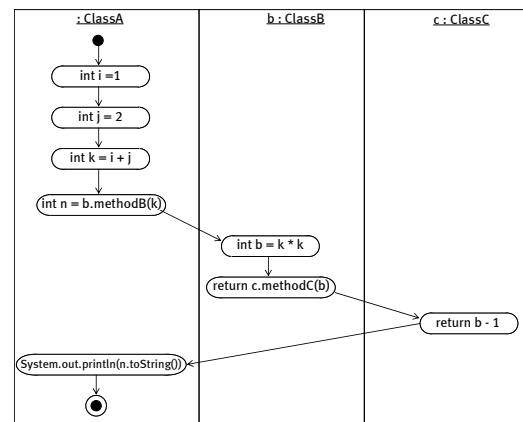 : ClassA
b : ClassB
c : ClassC
int i =1
int j = 2
int k = i + j
int n = b.methodB(k)
int b = k * k
return c.methodC(b)
return b - 1
System.out.println(n.toString())